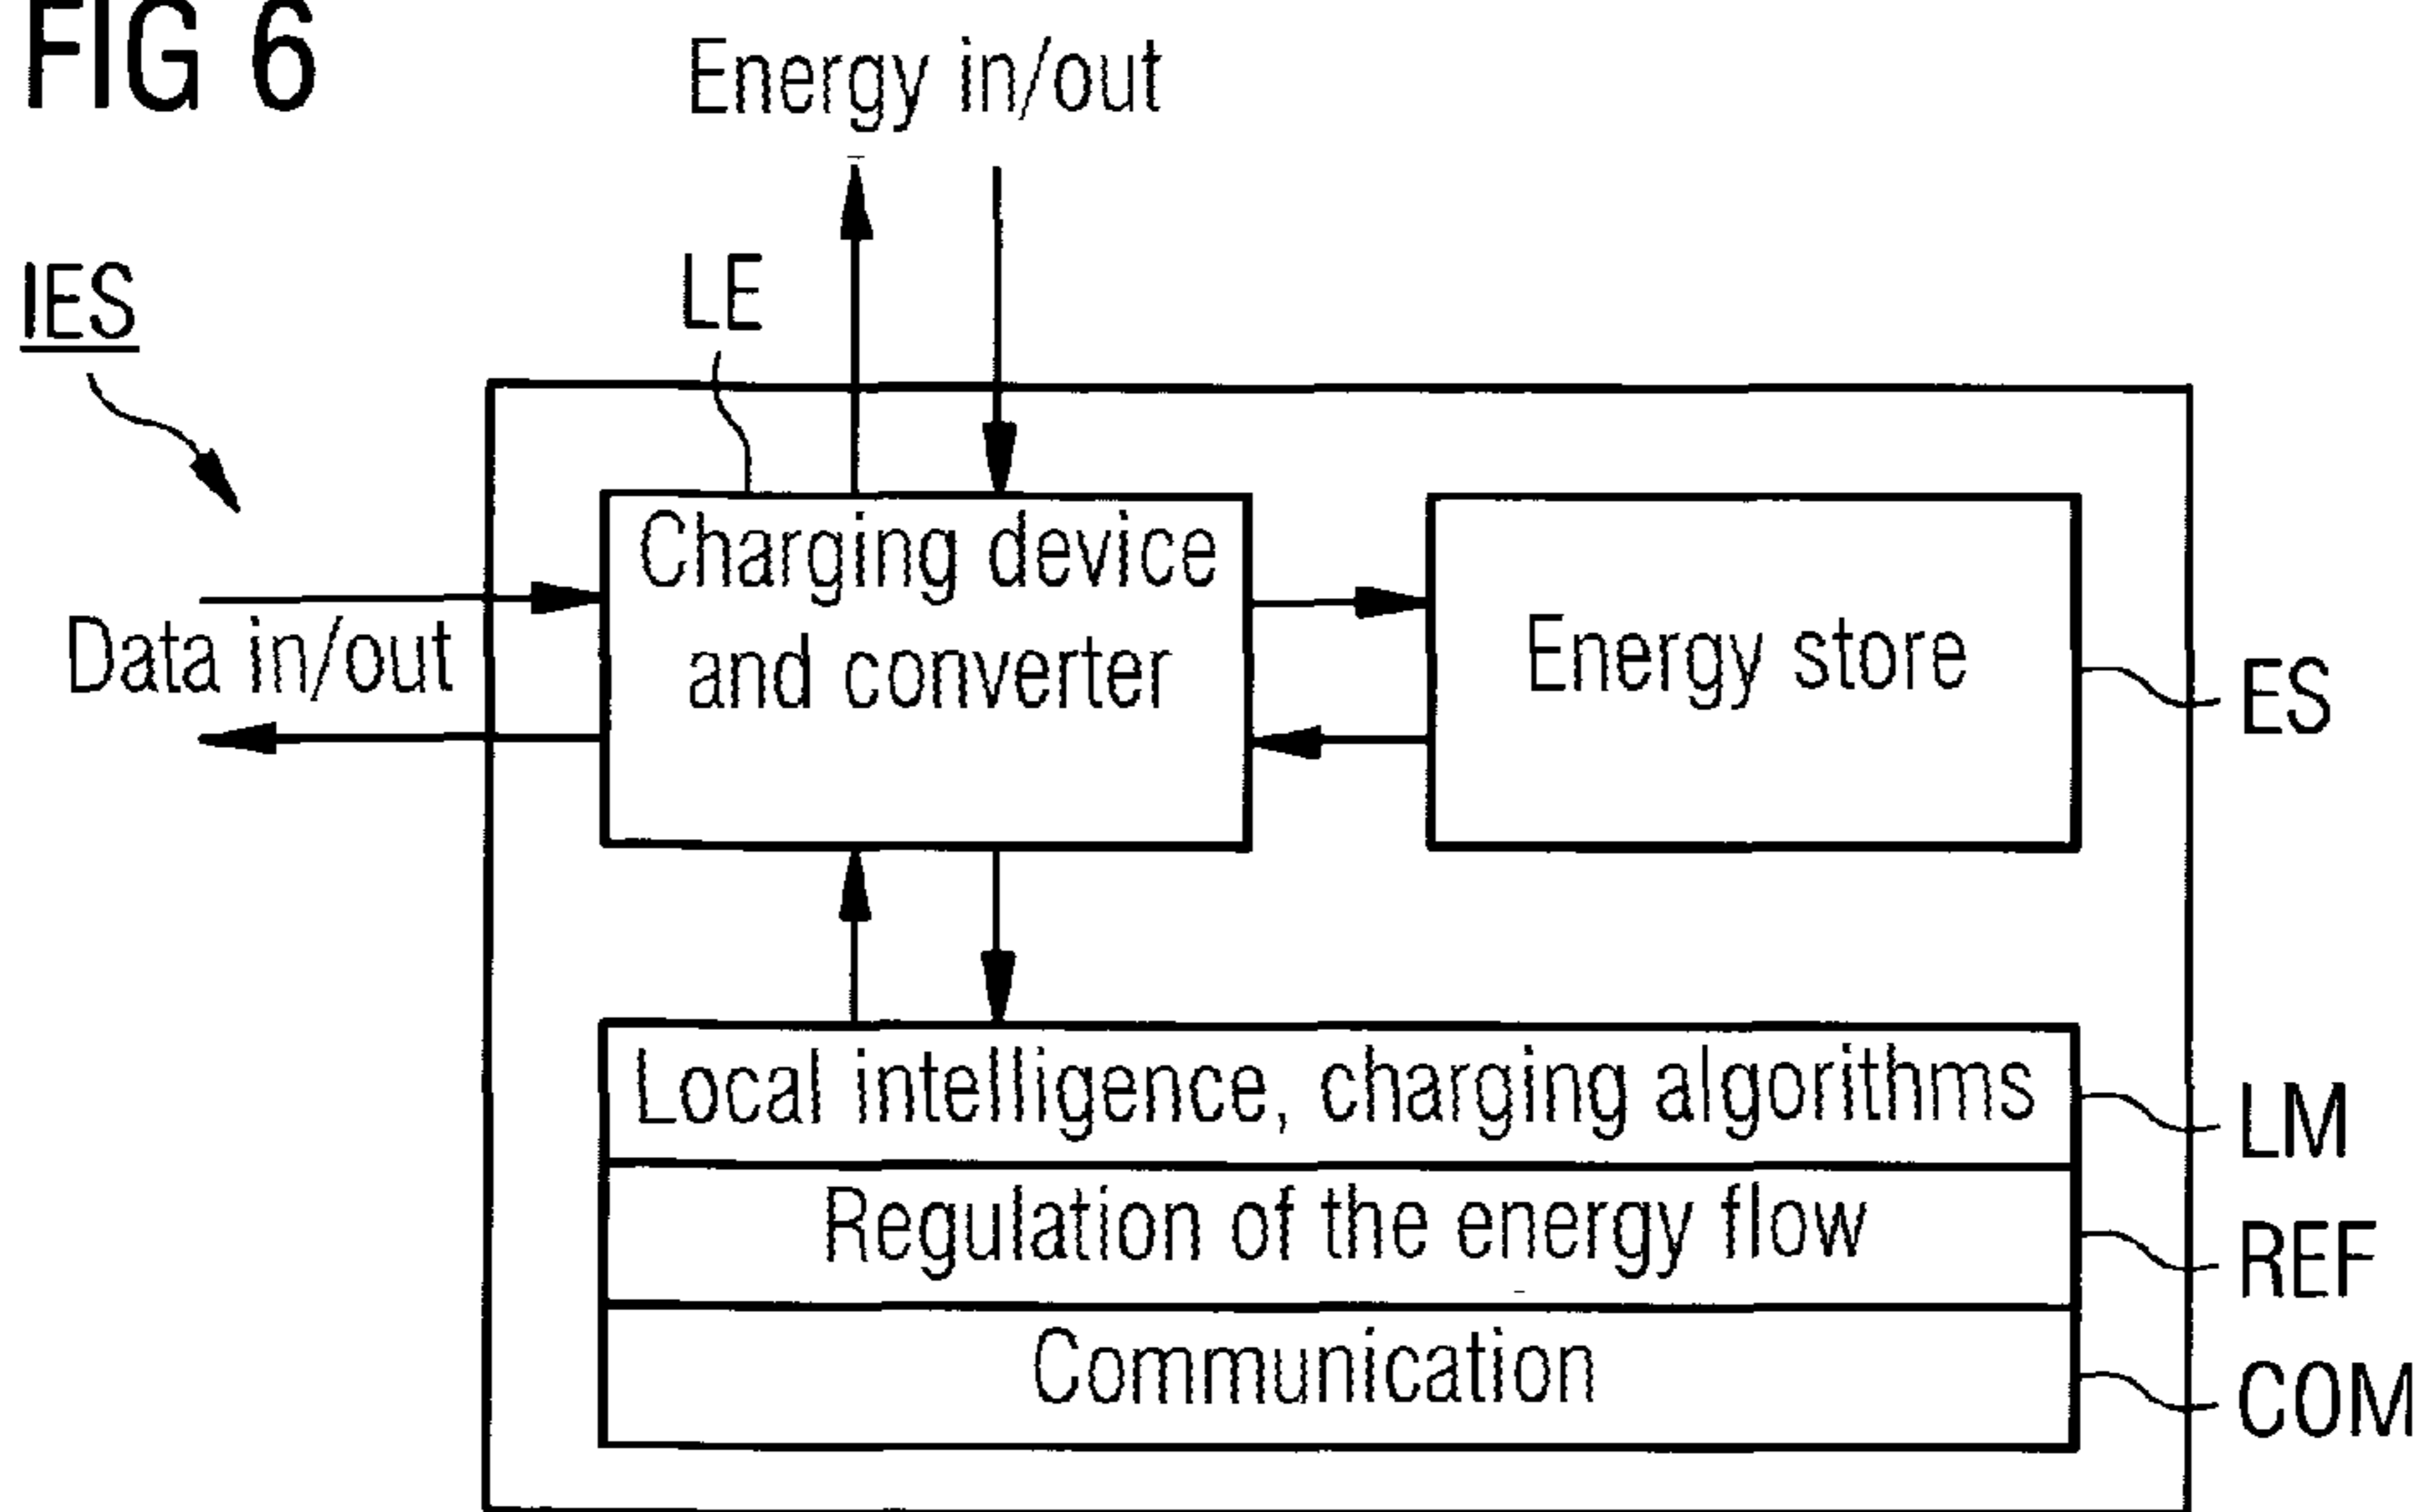 FIG 6
Energy in/out
IES
LE
Charging device
and converter
Data in/out
Energy store
ES
Local intelligence, charging algorithms
LM
Regulation of the energy flow
REF
Communication
COM